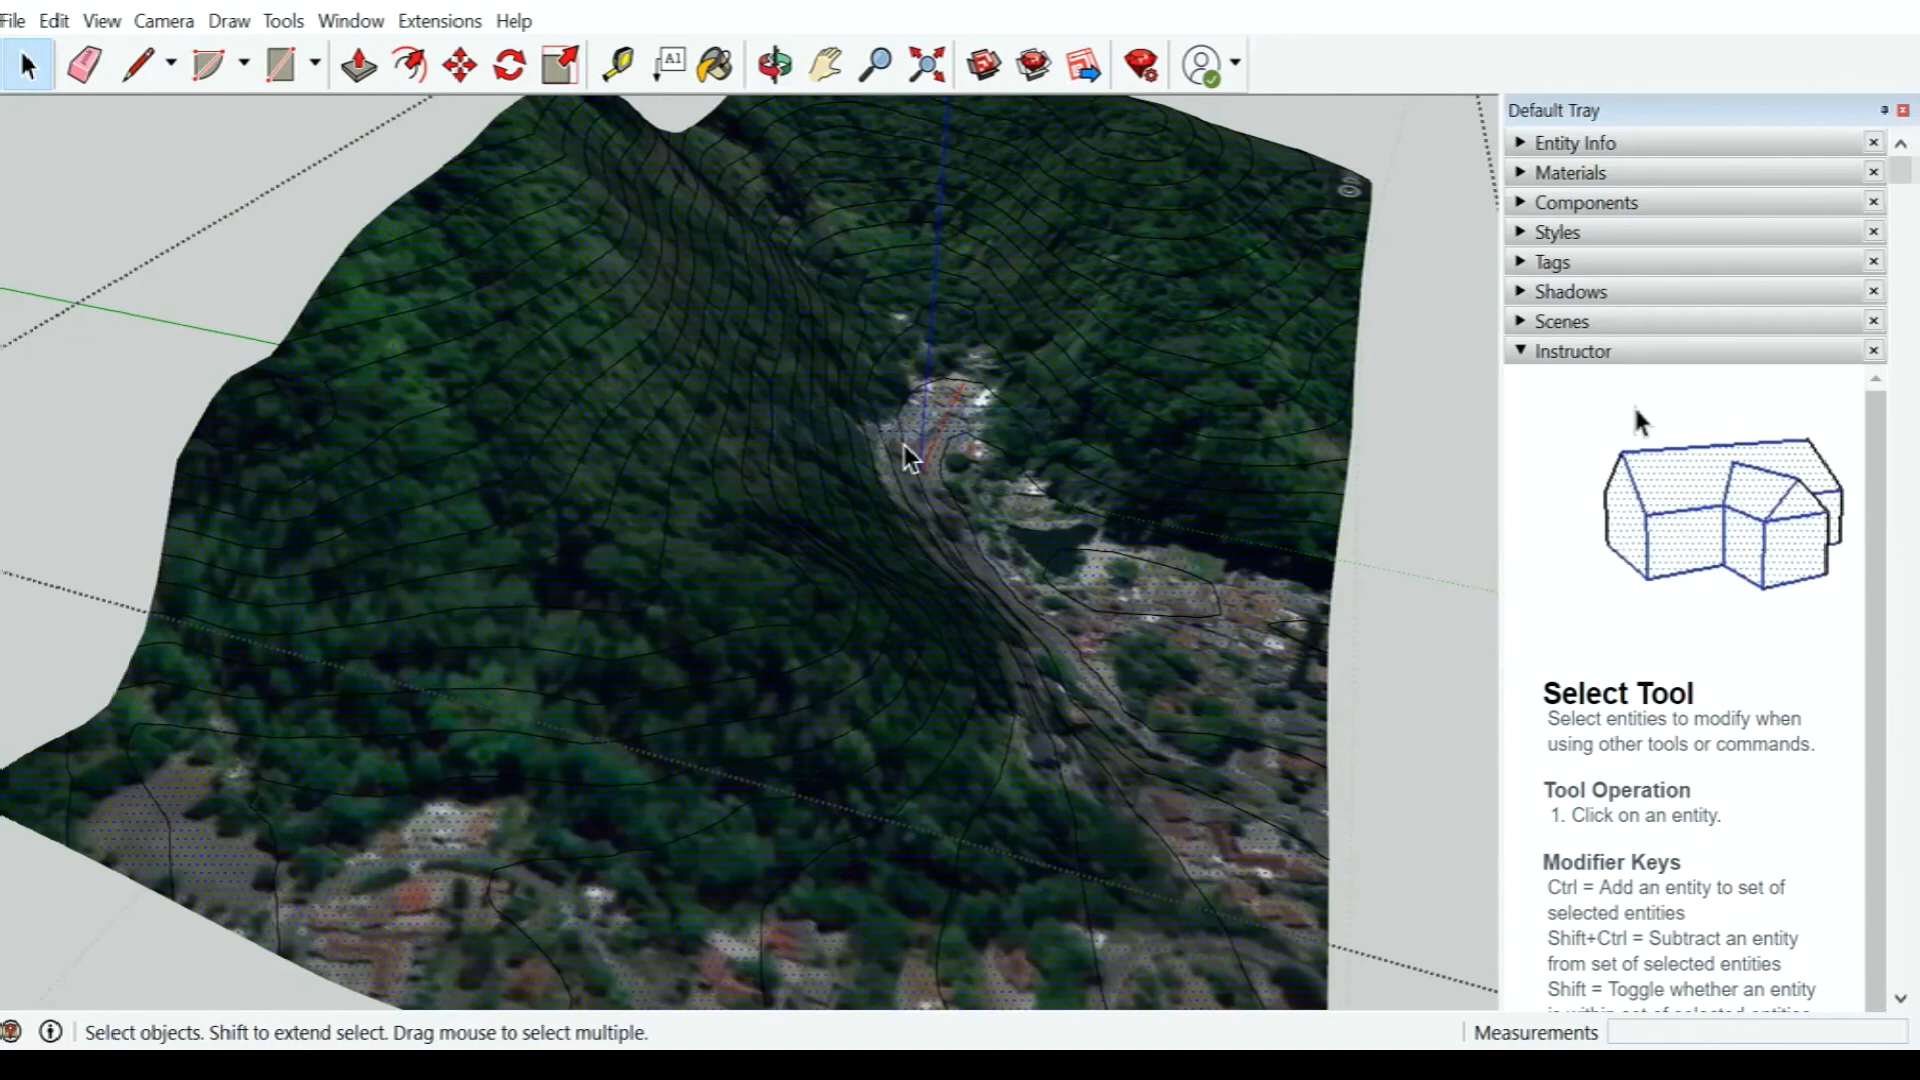 File Edit View Camera Draw Tools Window Extensions Help
A1
Default Tray
Entity Info
Materials
Components
Styles
Tags
Shadows
Scenes
Instructor
Select Tool
Select entities to modify when
using other tools or commands.
Tool Operation
1. Click on an entity.
Modifier Keys
Ctrl = Add an entity to set of
selected entities
Shift+Ctrl = Subtract an entity
from set of selected entities
Shift = Toggle whether an entity
Select objects. Shift to extend select. Drag mouse to select multiple.
Measurements